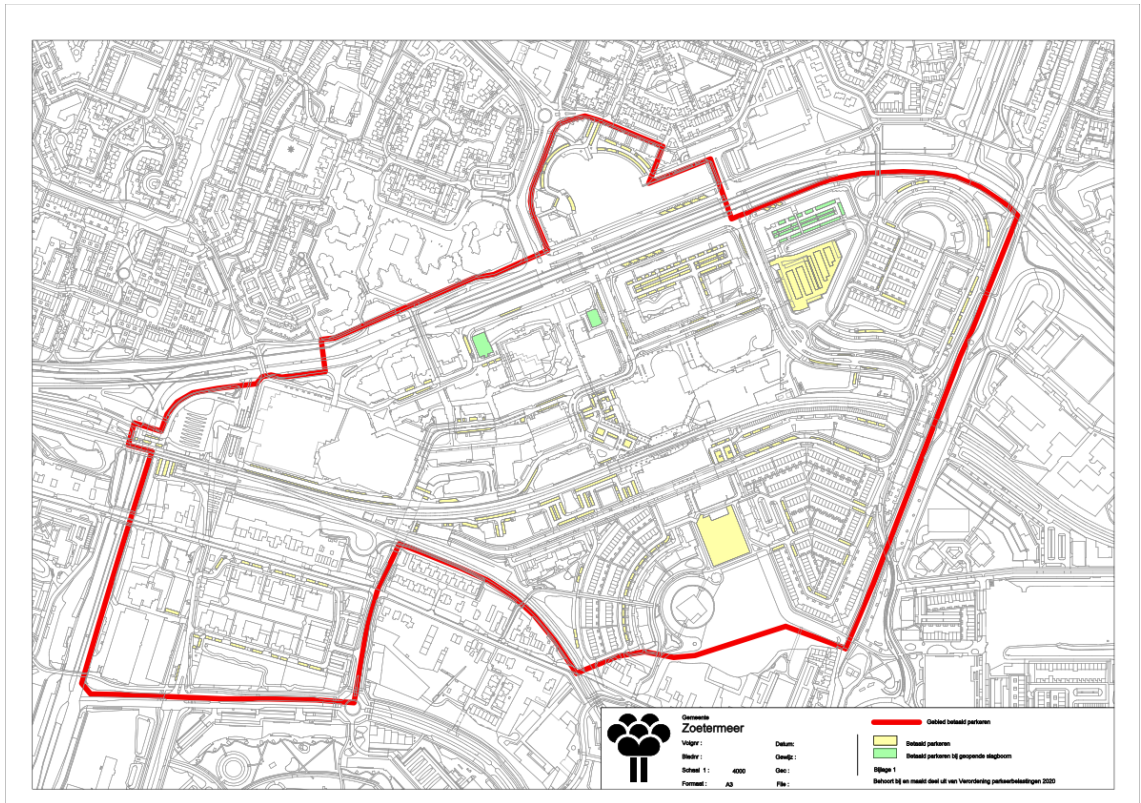 Gemeente
Zoetermeer
Volgnr :
Datum:
Bladnr :
Gewijz :
Schaal 1 : 4000
Gec :
Formaat : A3
File :
Gebied betaald parkeren
Betaald parkeren
Betaald parkeren bij geopende slagboom
Bijlage 1
Behoort bij en maakt deel uit van Verordening parkeerbelastingen 2020